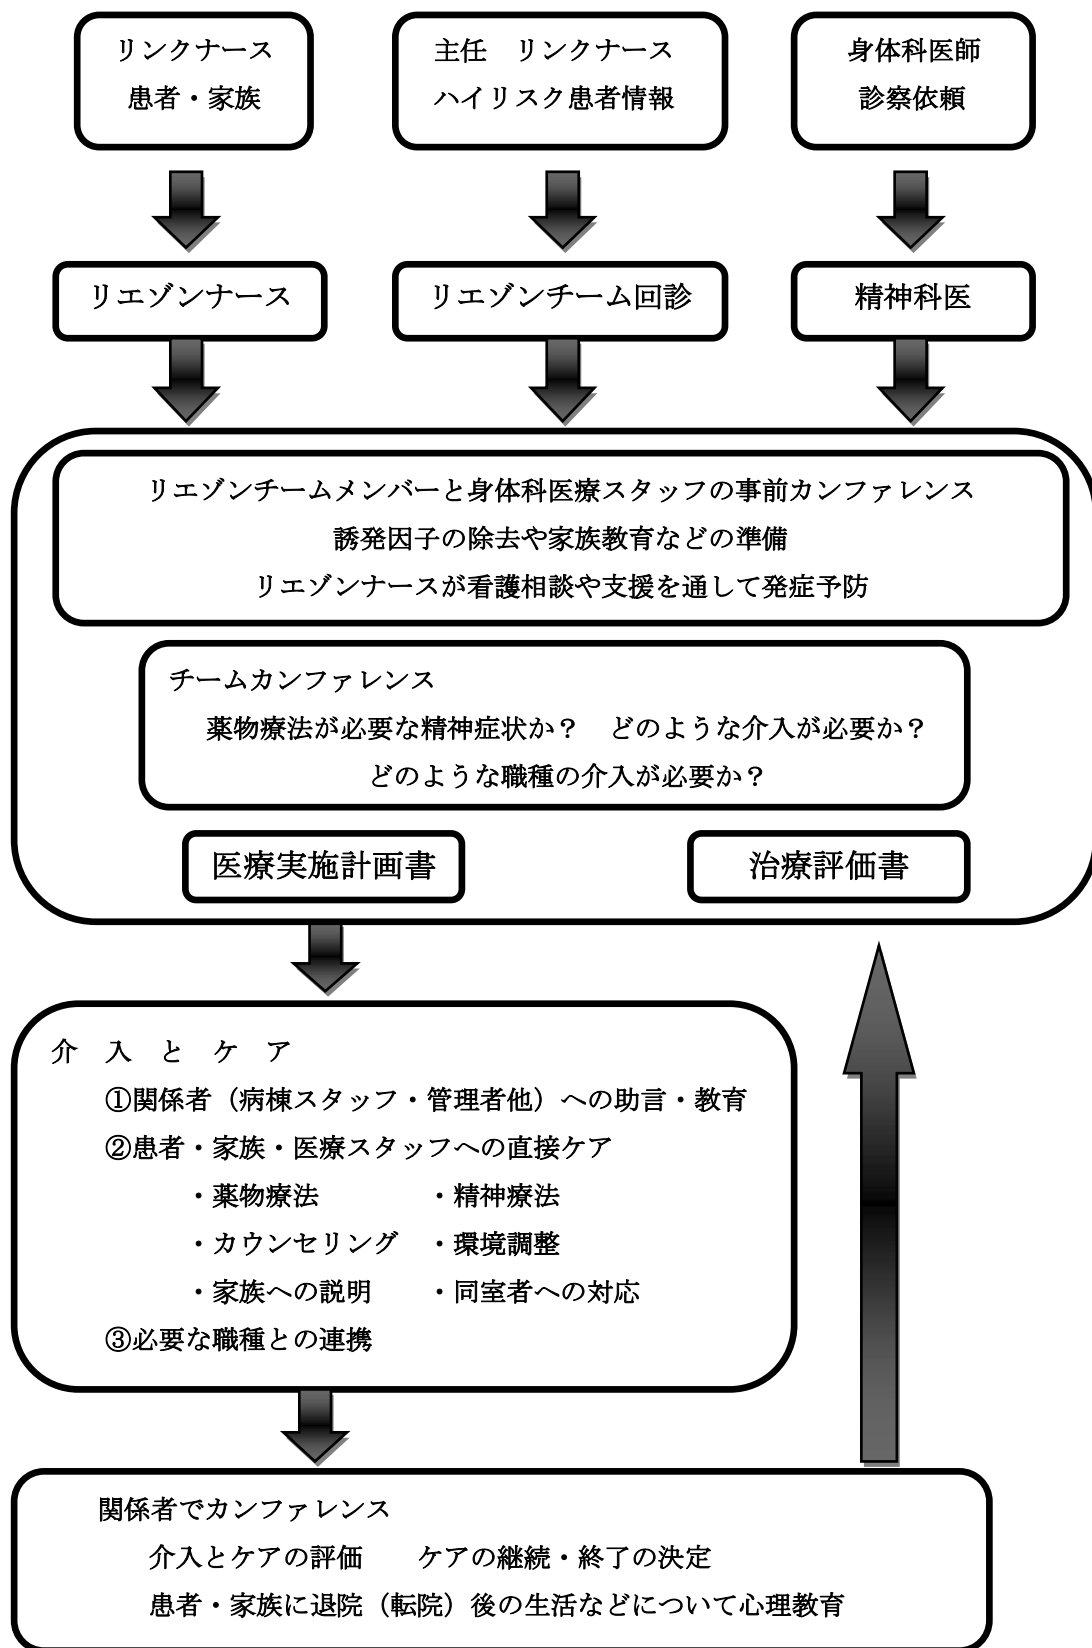 リンクナース
患者・家族
主任　リンクナース
ハイリスク患者情報
身体科医師
診察依頼
リエゾンナース
リエゾンチーム回診
精神科医
リエゾンチームメンバーと身体科医療スタッフの事前カンファレンス
誘発因子の除去や家族教育などの準備
リエゾンナースが看護相談や支援を通して発症予防
チームカンファレンス
薬物療法が必要な精神症状か？　どのような介入が必要か？
どのような職種の介入が必要か？
医療実施計画書
治療評価書
介　入　と　ケ　ア
①関係者（病棟スタッフ・管理者他）への助言・教育
②患者・家族・医療スタッフへの直接ケア
・薬物療法　　　　・精神療法
・カウンセリング　・環境調整
・家族への説明　　・同室者への対応
③必要な職種との連携
関係者でカンファレンス
介入とケアの評価　　ケアの継続・終了の決定
患者・家族に退院（転院）後の生活などについて心理教育